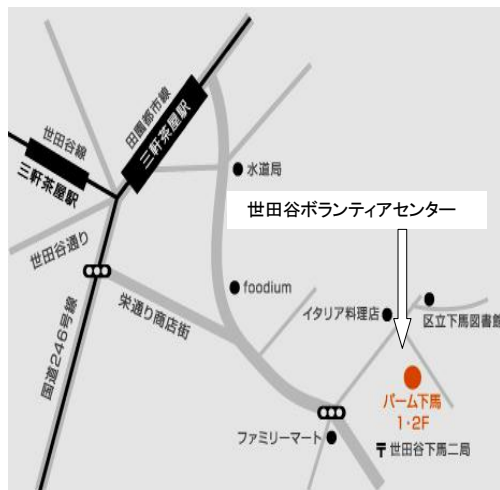 田園都市線
三軒茶屋駅
世田谷線
三軒茶屋駅
水道局
世田谷ボランティアセンター
世田谷通り
栄通り商店街
国道246号線
foodium
イタリア料理店
区立下馬図書館
パーム下馬
1・2F
ファミリーマート
〒世田谷下馬二局